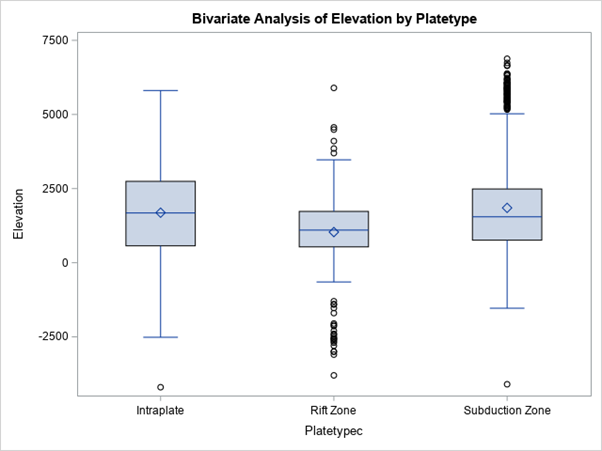 Bivariate Analysis of Elevation by Platetype
7500
5000
2500
0
-2500
Elevation
Intraplate
Rift Zone
Subduction Zone
Platetypec